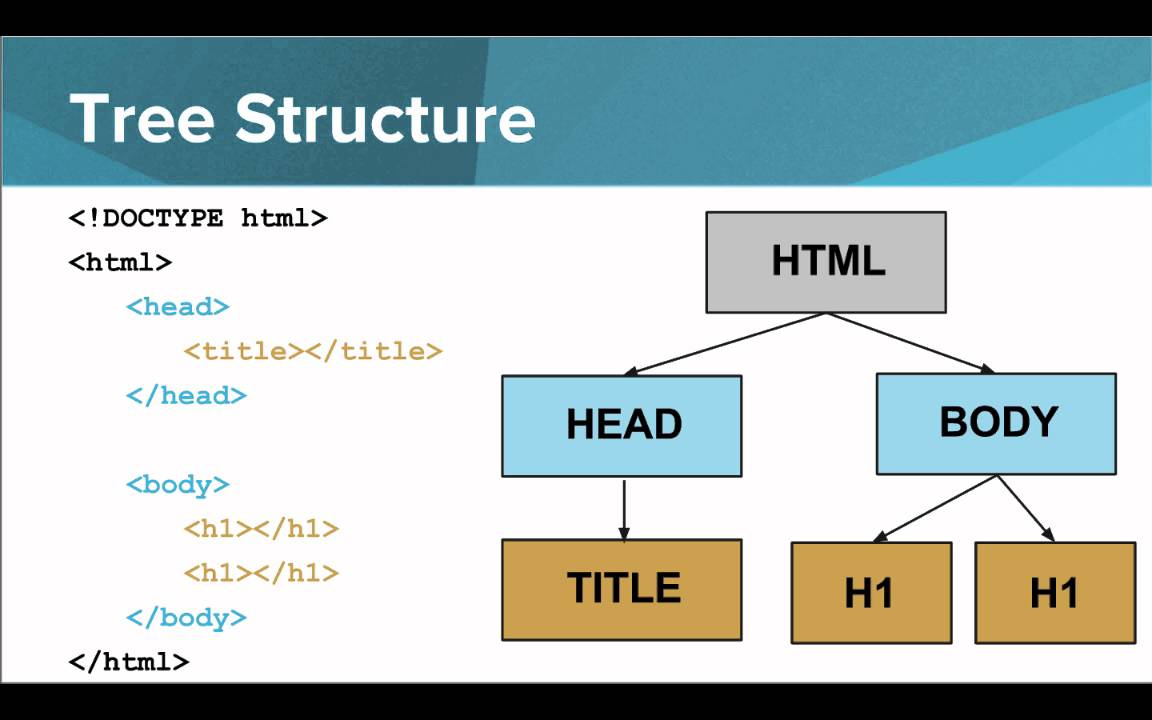 Tree Structure
<!DOCTYPE html>
<html>
<head>
<title></title>
</head>
<body>
<h1></h1>
<h1></h1>
</body>
</html>
HTML
HEAD
BODY
TITLE
H1
H1